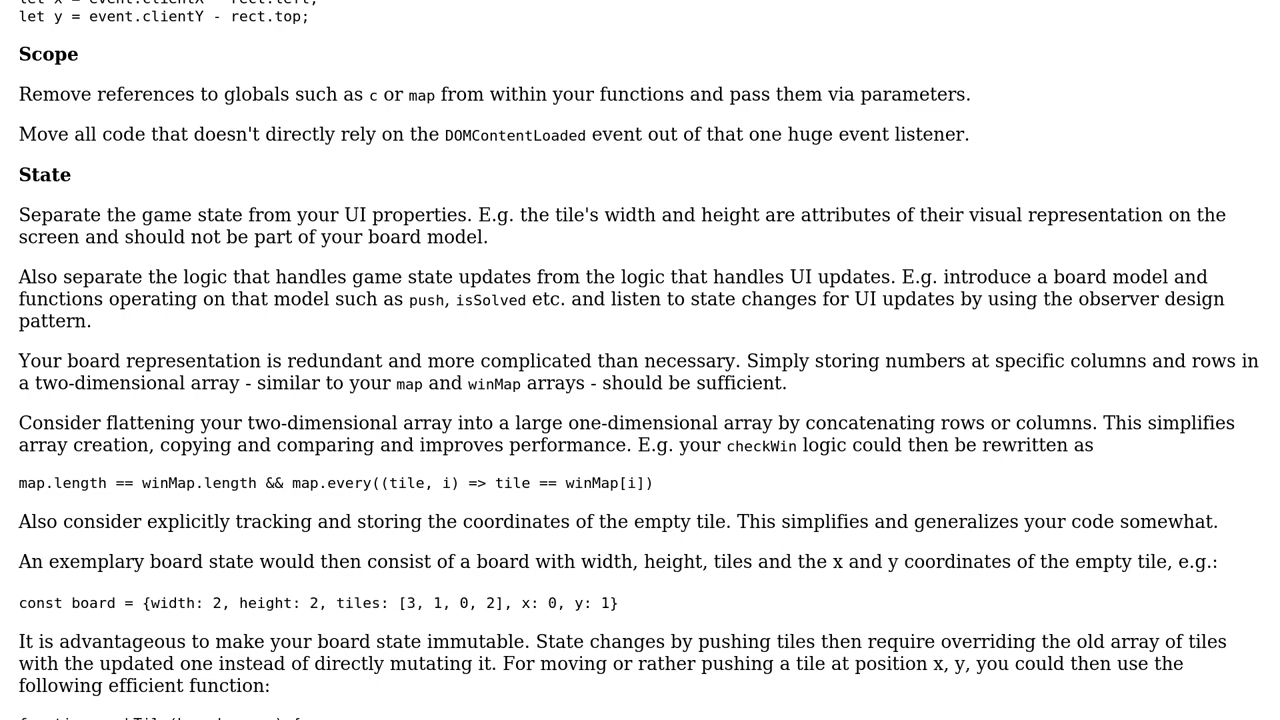 let y = event.clientY - rect.top;
Scope
Remove references to globals such as c or map from within your functions and pass them via parameters.
Move all code that doesn't directly rely on the DOMContentLoaded event out of that one huge event listener.
State
Separate the game state from your UI properties. E.g. the tile's width and height are attributes of their visual representation on the
screen and should not be part of your board model.
Also separate the logic that handles game state updates from the logic that handles UI updates. E.g. introduce a board model and
functions operating on that model such as push, isSolved etc. and listen to state changes for UI updates by using the observer design
pattern.
Your board representation is redundant and more complicated than necessary. Simply storing numbers at specific columns and rows in
a two-dimensional array - similar to your map and winMap arrays - should be sufficient.
Consider flattening your two-dimensional array into a large one-dimensional array by concatenating rows or columns. This simplifies
array creation, copying and comparing and improves performance. E.g. your checkWin logic could then be rewritten as
map.length == winMap.length && map.every((tile, i) => tile == winMap[i])
Also consider explicitly tracking and storing the coordinates of the empty tile. This simplifies and generalizes your code somewhat.
An exemplary board state would then consist of a board with width, height, tiles and the x and y coordinates of the empty tile, e.g.:
const board = {width: 2, height: 2, tiles: [3, 1, 0, 2], x: 0, y: 1}
It is advantageous to make your board state immutable. State changes by pushing tiles then require overriding the old array of tiles
with the updated one instead of directly mutating it. For moving or rather pushing a tile at position x, y, you could then use the
following efficient function: